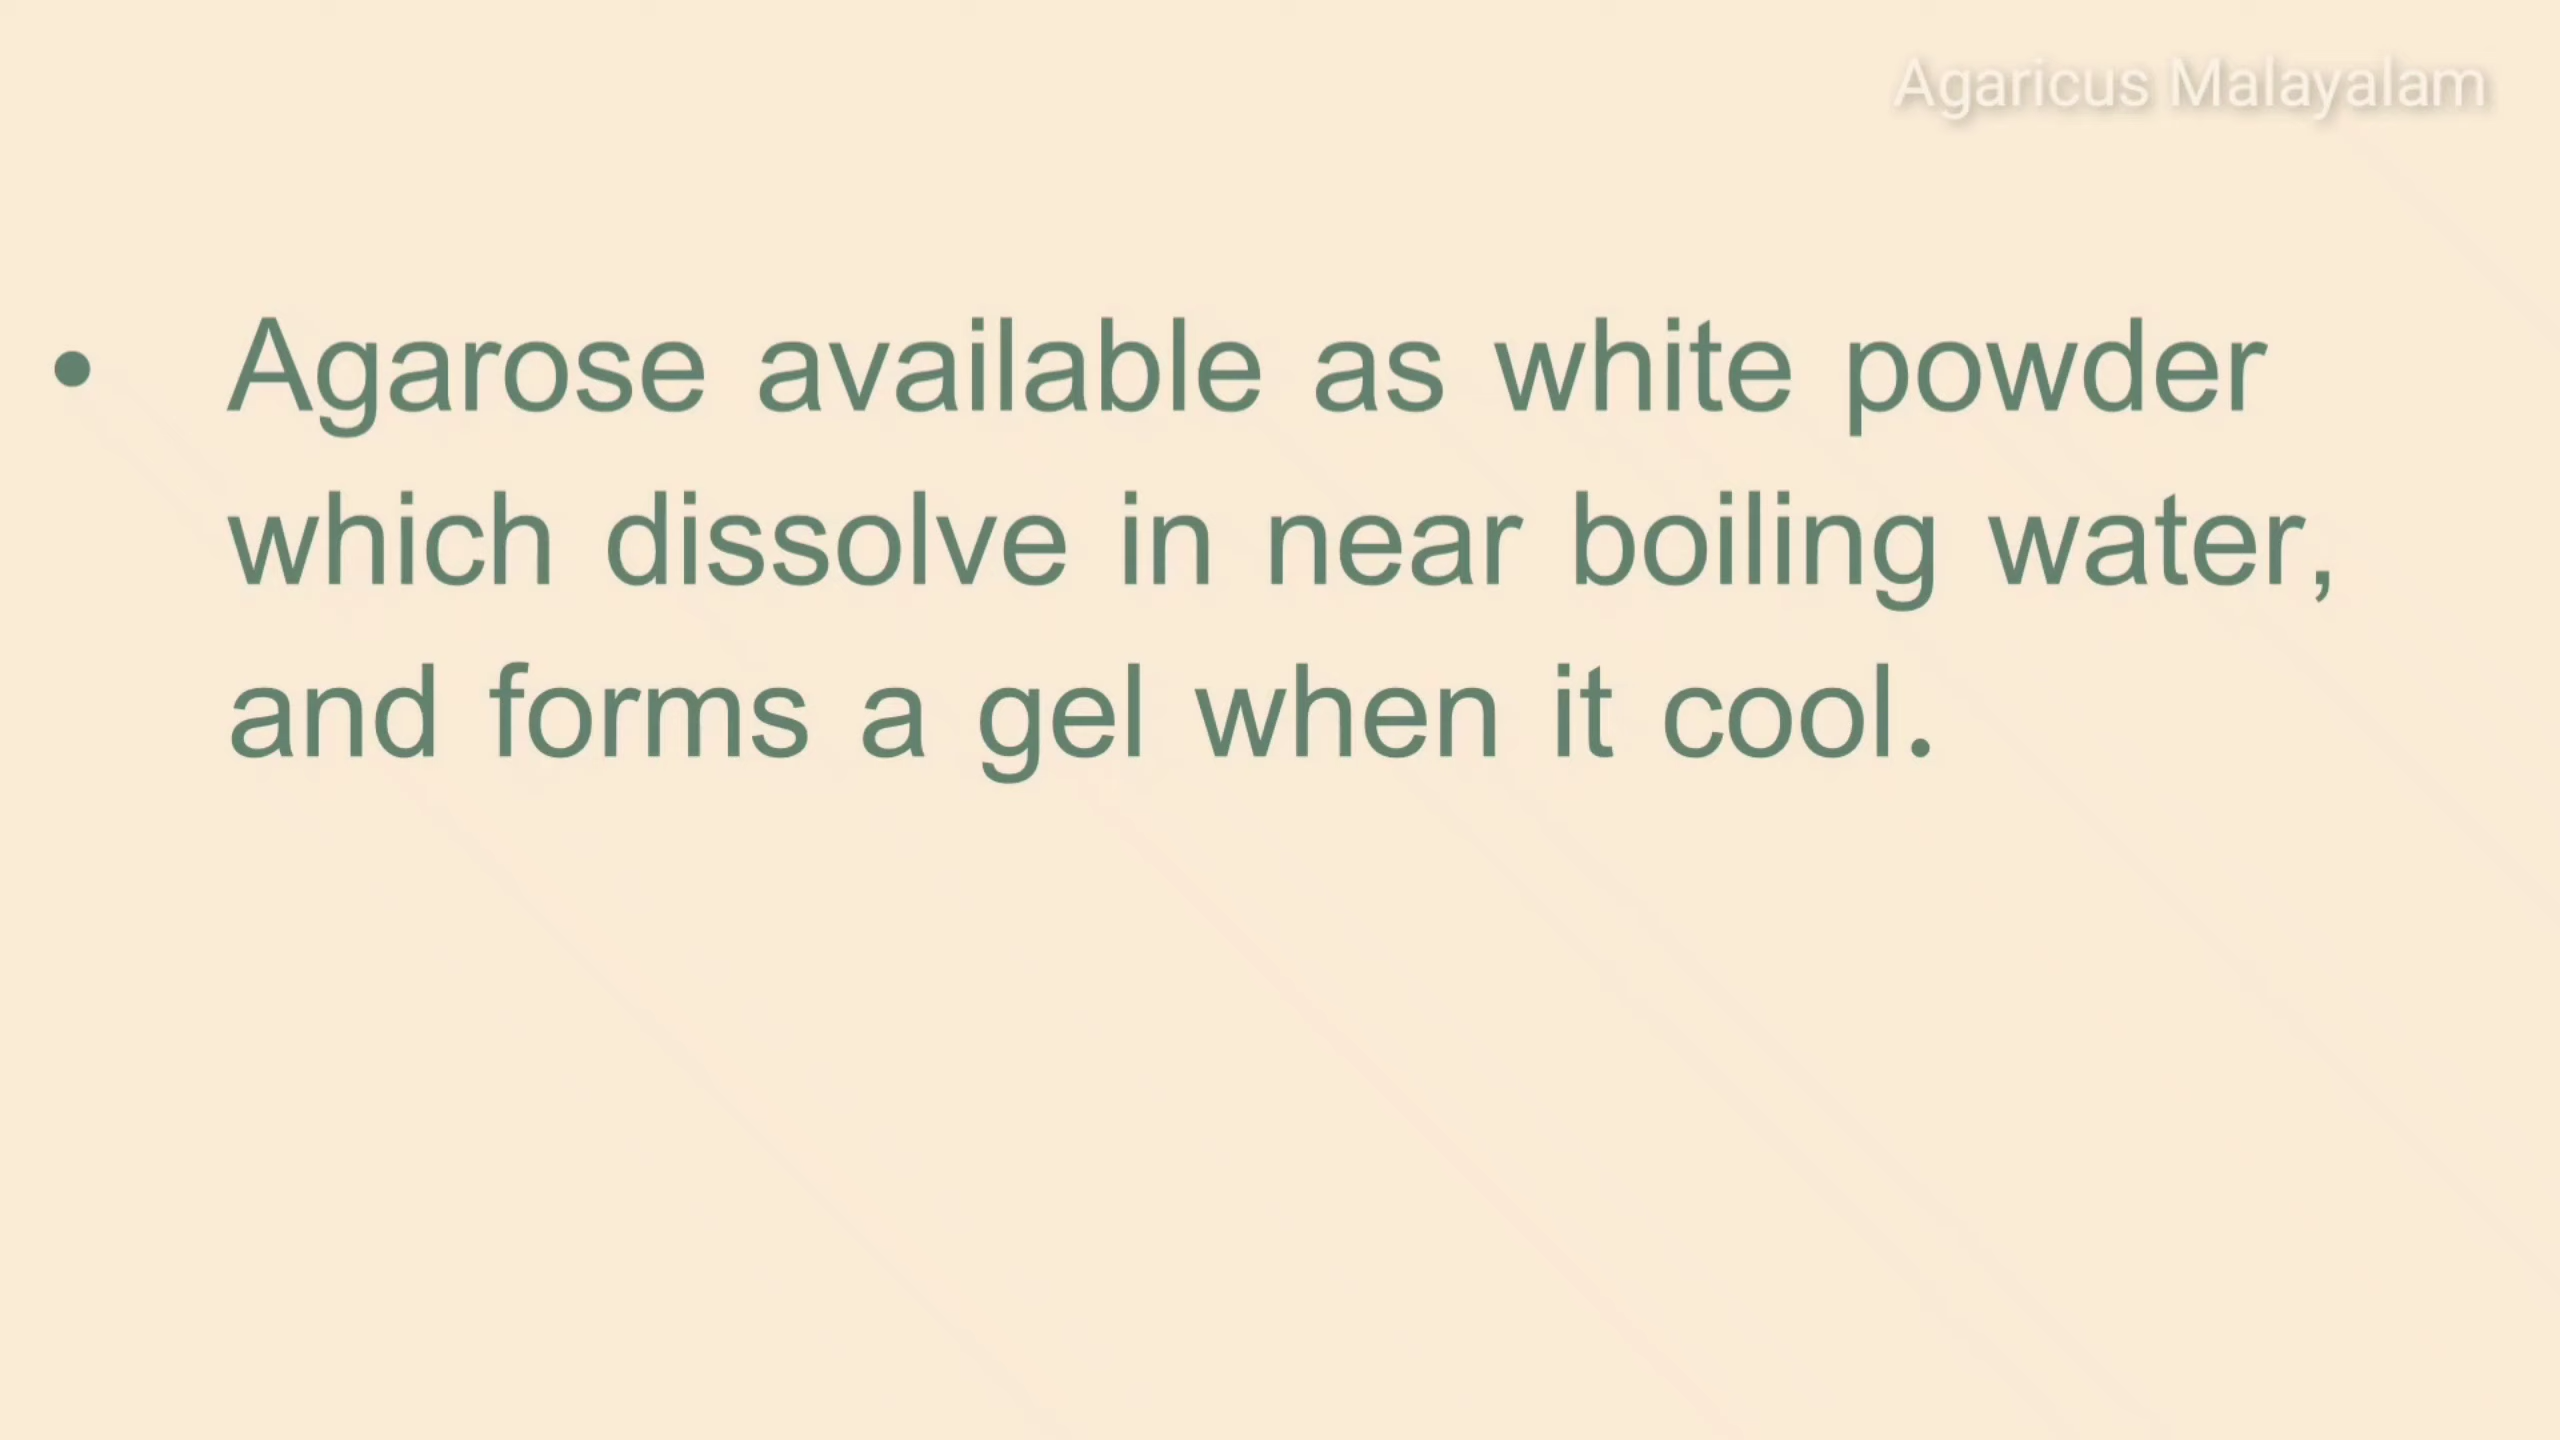 Agaricus Malayalam
• Agarose available as white powder
which dissolve in near boiling water,
and forms a gel when it cool.